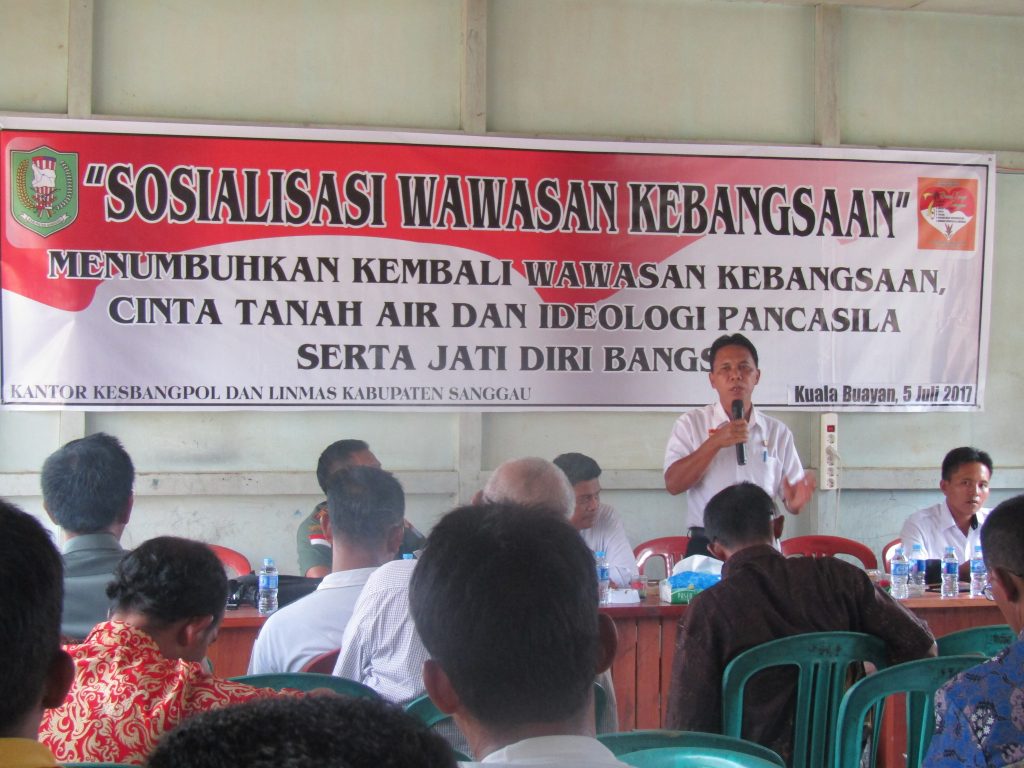 "SOSIALISASI WAWASAN KEBANGSAAN"
MENUMBUHKAN KEMBALI WAWASAN KEBANGSAAN,
CINTA TANAH AIR DAN IDEOLOGI PANCASILA
SERTA JATI DIRI BANGS
KANTOR KESBANGPOL DAN LINMAS KABUPATEN SANGGAU
Kuala Buayan, 5 Juli 2017